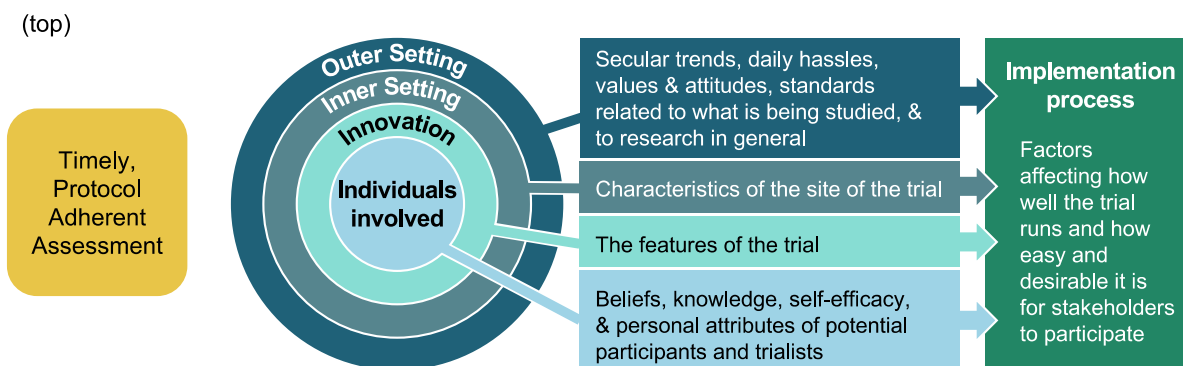 (top)
Timely,
Protocol
Adherent
Assessment
Outer Setting
Inner Setting
Innovation
Individuals
involved
Secular trends, daily hassles,
values & attitudes, standards
related to what is being studied, &
to research in general
Characteristics of the site of the trial
The features of the trial
Beliefs, knowledge, self-efficacy,
& personal attributes of potential
participants and trialists
Implementation
process
Factors
affecting how
well the trial
runs and how
easy and
desirable it is
for stakeholders
to participate